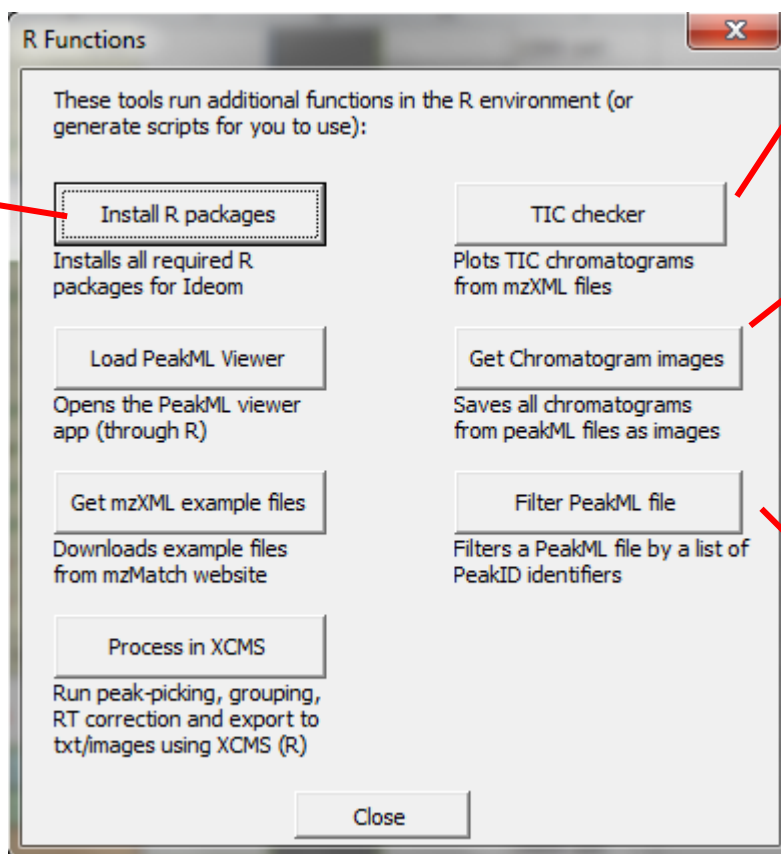 R Functions
These tools run additional functions in the R environment (or
generate scripts for you to use):
Install R packages
Installs all required R
packages for Ideom
Load PeakML Viewer
Opens the PeakML viewer
app (through R)
Get mzXML example files
Downloads example files
from mzMatch website
Process in XCMS
Run peak-picking, grouping,
RT correction and export to
txt/images using XCMS (R)
TIC checker
Plots TIC chromatograms
from mzXML files
Get Chromatogram images
Saves all chromatograms
from peakML files as images
Filter PeakML file
Filters a PeakML file by a list of
PeakID identifiers
Close